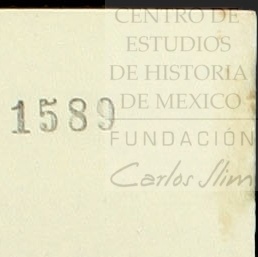 CENTRO DE
ESTUDIOS
DE HISTORIA
DE MEXICO
1589
FUNDACIÓN
Carlos Slim